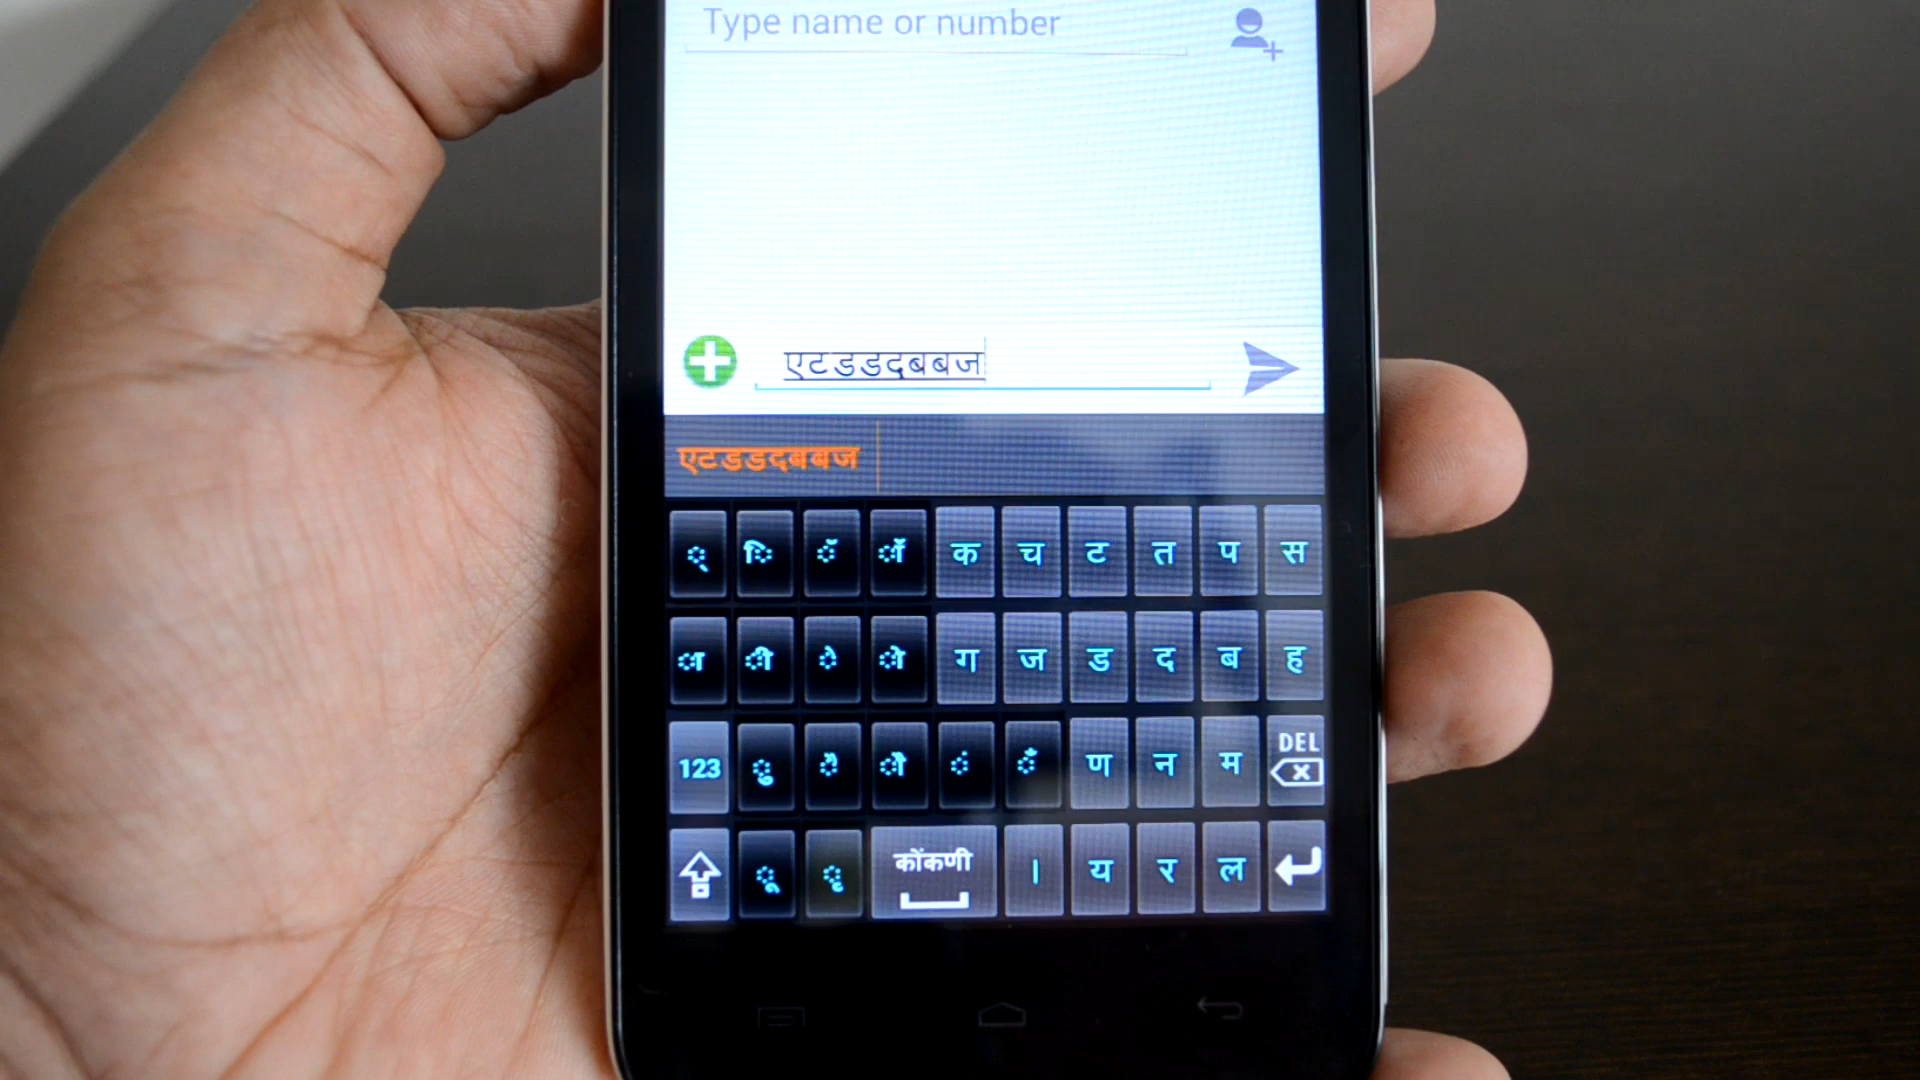 Type name or number
एटडडदबबज
एटडडदबबज
् ि ॅ ॉ क च ट त प स
ा ी े ो ग ज ड द ब ह
123 ु ै ौ ं ँ ण न म DEL
ू ृ कोंकणी । य र ल